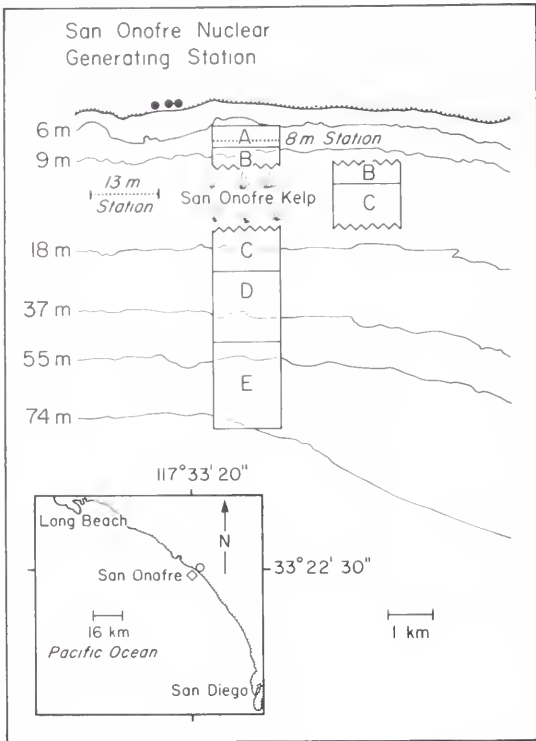 San Onofre Nuclear
Generating Station
6 m
A
8 m Station
9 m
B
B
13 m
Station
San Onofre Kelp
C
18 m
C
D
37 m
55 m
E
74 m
117° 33' 20"
Long Beach
N
San Onofre
33° 22' 30"
16 km
Pacific Ocean
1 km
San Diego